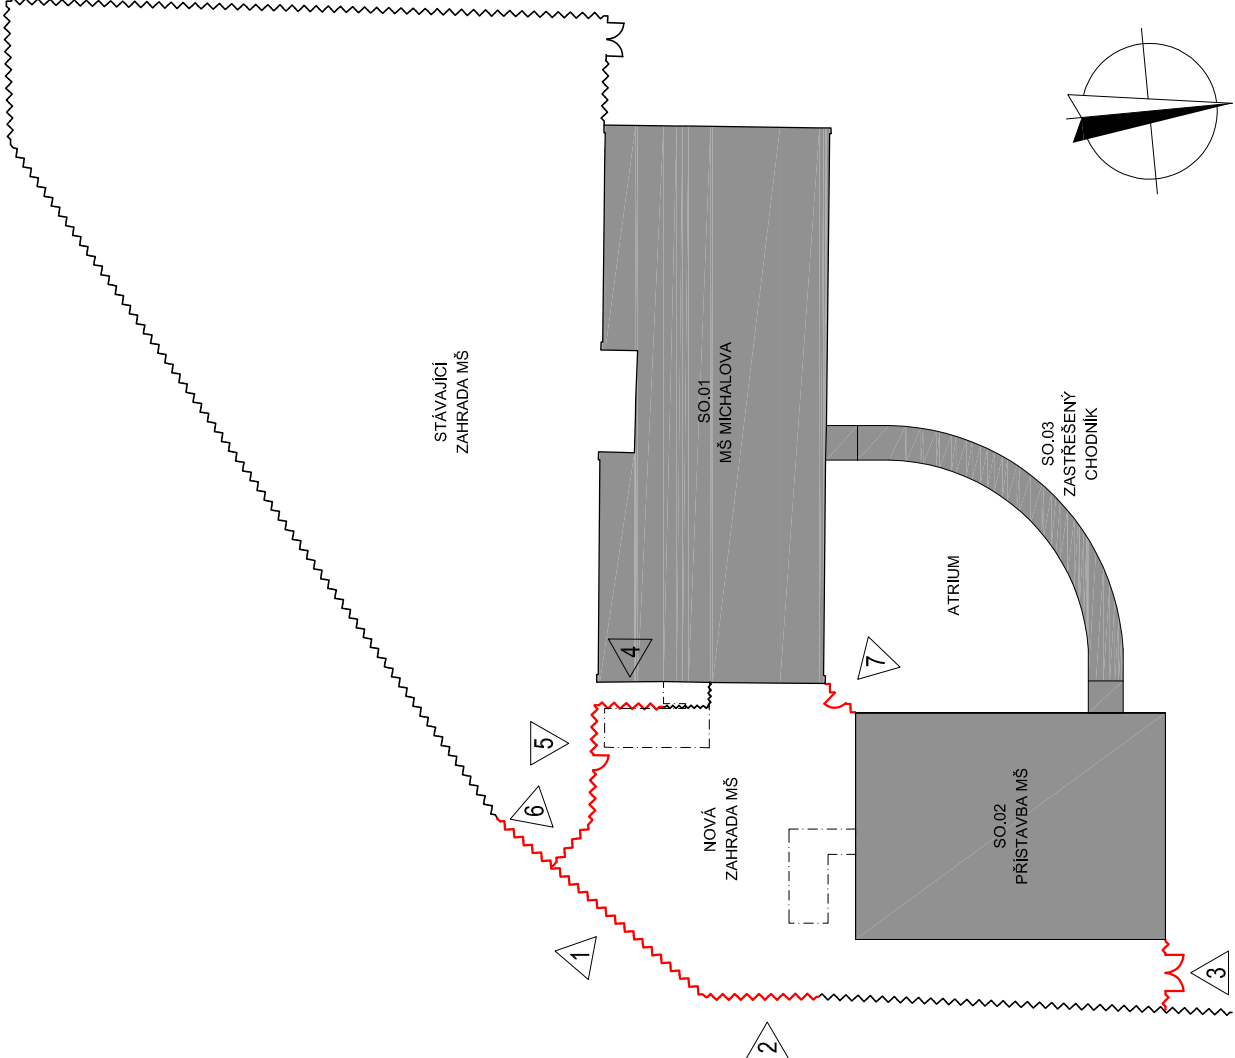 STÁVAJÍCÍ
ZAHRADA MŠ
SO.01
MŠ MICHALOVA
SO.03
ZASTŘEŠENÝ
CHODNÍK
ATRIUM
4
7
5
6
NOVÁ
ZAHRADA MŠ
SO.02
PŘÍSTAVBA MŠ
1
3
2